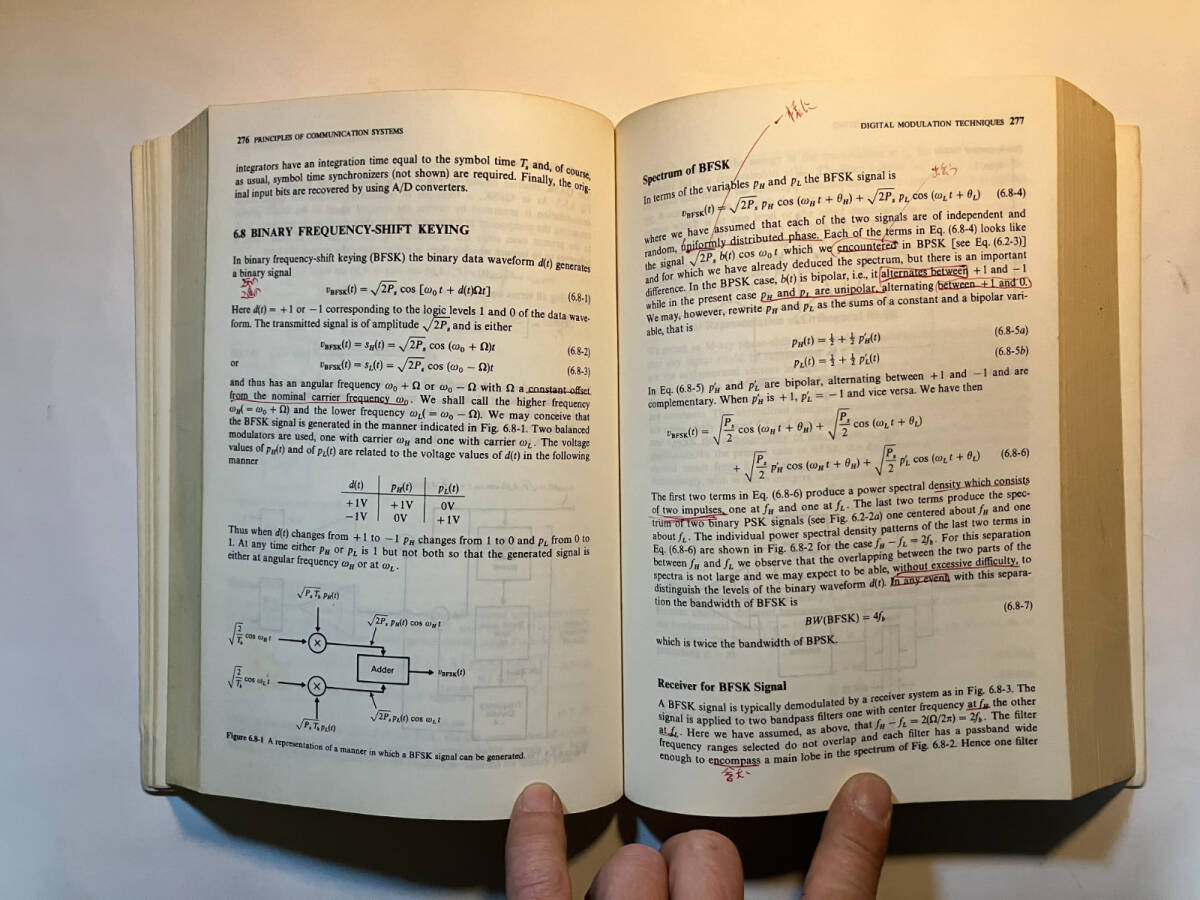 276 PRINCIPLES OF COMMUNICATION SYSTEMS
integrators have an integration time equal to the symbol time Tₛ and, of course,
as usual, symbol time synchronizers (not shown) are required. Finally, the orig-
inal input bits are recovered by using A/D converters.
6.8 BINARY FREQUENCY-SHIFT KEYING
In binary frequency-shift keying (BFSK) the binary data waveform d(t) generates
a binary signal
v_BFSK(t) = √2Pₛ cos [ω₀t + d(t)Ωt] (6.8-1)
Here d(t) = +1 or −1 corresponding to the logic levels 1 and 0 of the data wave-
form. The transmitted signal is of amplitude √2Pₛ and is either
v_BFSK(t) = s_H(t) = √2Pₛ cos (ω₀ + Ω)t (6.8-2)
or v_BFSK(t) = s_L(t) = √2Pₛ cos (ω₀ − Ω)t (6.8-3)
and thus has an angular frequency ω₀ + Ω or ω₀ − Ω with Ω a constant offset
from the nominal carrier frequency ω₀. We shall call the higher frequency
ω_H(= ω₀ + Ω) and the lower frequency ω_L(= ω₀ − Ω). We may conceive that
the BFSK signal is generated in the manner indicated in Fig. 6.8-1. Two balanced
modulators are used, one with carrier ω_H and one with carrier ω_L. The voltage
values of p_H(t) and of p_L(t) are related to the voltage values of d(t) in the following
manner
d(t) p_H(t) p_L(t)
+1V +1V 0V
−1V 0V +1V
Thus when d(t) changes from +1 to −1 p_H changes from 1 to 0 and p_L from 0 to
1. At any time either p_H or p_L is 1 but not both so that the generated signal is
either at angular frequency ω_H or at ω_L.
√PₛT_b p_H(t)
√2Pₛ p_H(t) cos ω_H t
√(2/T_b) cos ω_H t
×
Adder
v_BFSK(t)
√(2/T_b) cos ω_L t
×
√2Pₛ p_L(t) cos ω_L t
√PₛT_b p_L(t)
Figure 6.8-1 A representation of a manner in which a BFSK signal can be generated.
DIGITAL MODULATION TECHNIQUES 277
一様に
Spectrum of BFSK
In terms of the variables p_H and p_L the BFSK signal is
v_BFSK(t) = √2Pₛ p_H cos (ω_H t + θ_H) + √2Pₛ p_L cos (ω_L t + θ_L) (6.8-4)
where we have assumed that each of the two signals are of independent and
random, uniformly distributed phase. Each of the terms in Eq. (6.8-4) looks like
the signal √2Pₛ b(t) cos ω₀t which we encountered in BPSK [see Eq. (6.2-3)]
and for which we have already deduced the spectrum, but there is an important
difference. In the BPSK case, b(t) is bipolar, i.e., it alternates between +1 and −1
while in the present case p_H and p_L are unipolar, alternating between +1 and 0.
We may, however, rewrite p_H and p_L as the sums of a constant and a bipolar vari-
able, that is
p_H(t) = ½ + ½ p′_H(t) (6.8-5a)
p_L(t) = ½ + ½ p′_L(t) (6.8-5b)
In Eq. (6.8-5) p′_H and p′_L are bipolar, alternating between +1 and −1 and are
complementary. When p′_H is +1, p′_L = −1 and vice versa. We have then
v_BFSK(t) = √(Pₛ/2) cos (ω_H t + θ_H) + √(Pₛ/2) cos (ω_L t + θ_L)
+ √(Pₛ/2) p′_H cos (ω_H t + θ_H) + √(Pₛ/2) p′_L cos (ω_L t + θ_L) (6.8-6)
The first two terms in Eq. (6.8-6) produce a power spectral density which consists
of two impulses, one at f_H and one at f_L. The last two terms produce the spec-
trum of two binary PSK signals (see Fig. 6.2-2a) one centered about f_H and one
about f_L. The individual power spectral density patterns of the last two terms in
Eq. (6.8-6) are shown in Fig. 6.8-2 for the case f_H − f_L = 2f_b. For this separation
between f_H and f_L we observe that the overlapping between the two parts of the
spectra is not large and we may expect to be able, without excessive difficulty, to
distinguish the levels of the binary waveform d(t). In any event, with this separa-
tion the bandwidth of BFSK is
BW(BFSK) = 4f_b (6.8-7)
which is twice the bandwidth of BPSK.
Receiver for BFSK Signal
A BFSK signal is typically demodulated by a receiver system as in Fig. 6.8-3. The
signal is applied to two bandpass filters one with center frequency at f_H the other
at f_L. Here we have assumed, as above, that f_H − f_L = 2(Ω/2π) = 2f_b. The filter
frequency ranges selected do not overlap and each filter has a passband wide
enough to encompass a main lobe in the spectrum of Fig. 6.8-2. Hence one filter